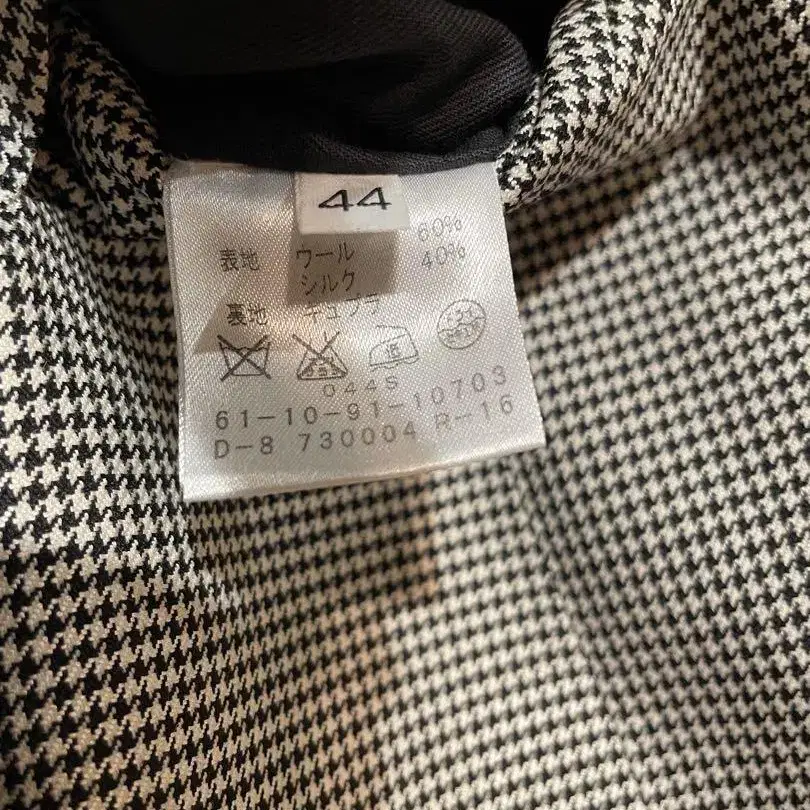 44
表地 ウール 60%
シルク 40%
裏地 キュプラ
中
044S
61-10-91-10703
D-8 730004 R-16